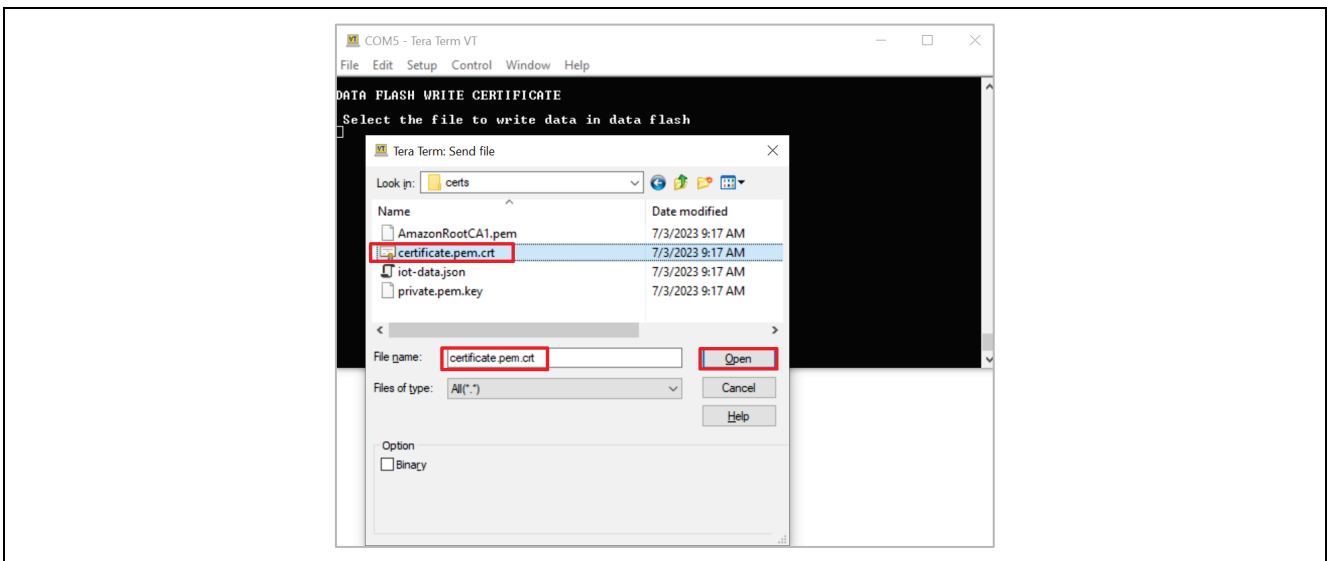 COM5 - Tera Term VT
File Edit Setup Control Window Help
DATA FLASH WRITE CERTIFICATE
Select the file to write data in data flash
Tera Term: Send file
Look in: certs
Name Date modified
AmazonRootCA1.pem 7/3/2023 9:17 AM
certificate.pem.crt 7/3/2023 9:17 AM
iot-data.json 7/3/2023 9:17 AM
private.pem.key 7/3/2023 9:17 AM
File name: certificate.pem.crt Open
Files of type: All(*.*) Cancel
Help
Option
Binary